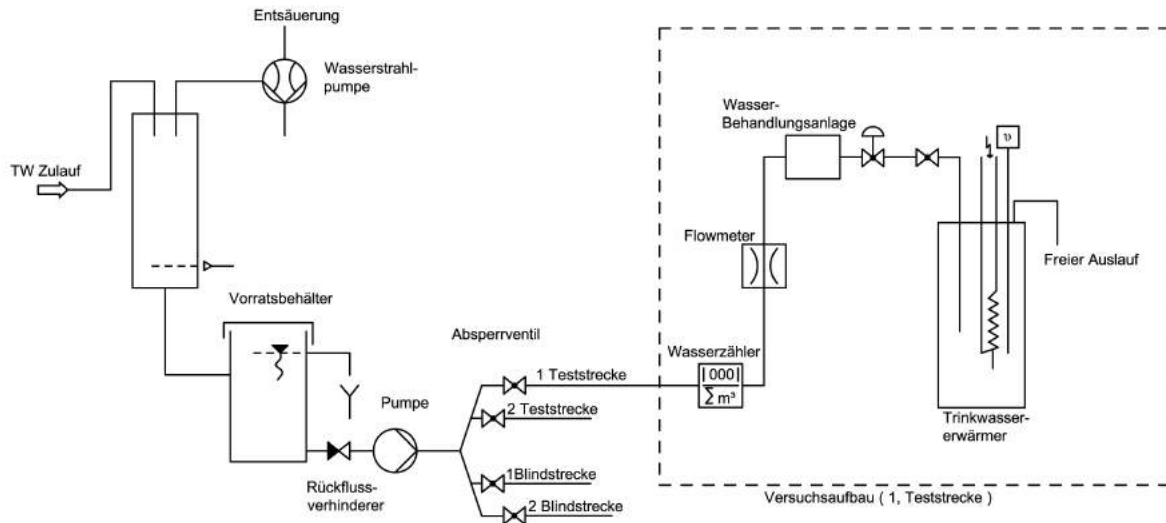 Entsäuerung
Wasserstrahl-
pumpe
TW Zulauf
Vorratsbehälter
Pumpe
Rückfluss-
verhinderer
Absperrventil
1 Teststrecke
2 Teststrecke
1Blindstrecke
2 Blindstrecke
Wasserzähler
000
∑ m³
Flowmeter
Wasser-
Behandlungsanlage
υ
Freier Auslauf
Trinkwasser-
erwärmer
Versuchsaufbau ( 1, Teststrecke )